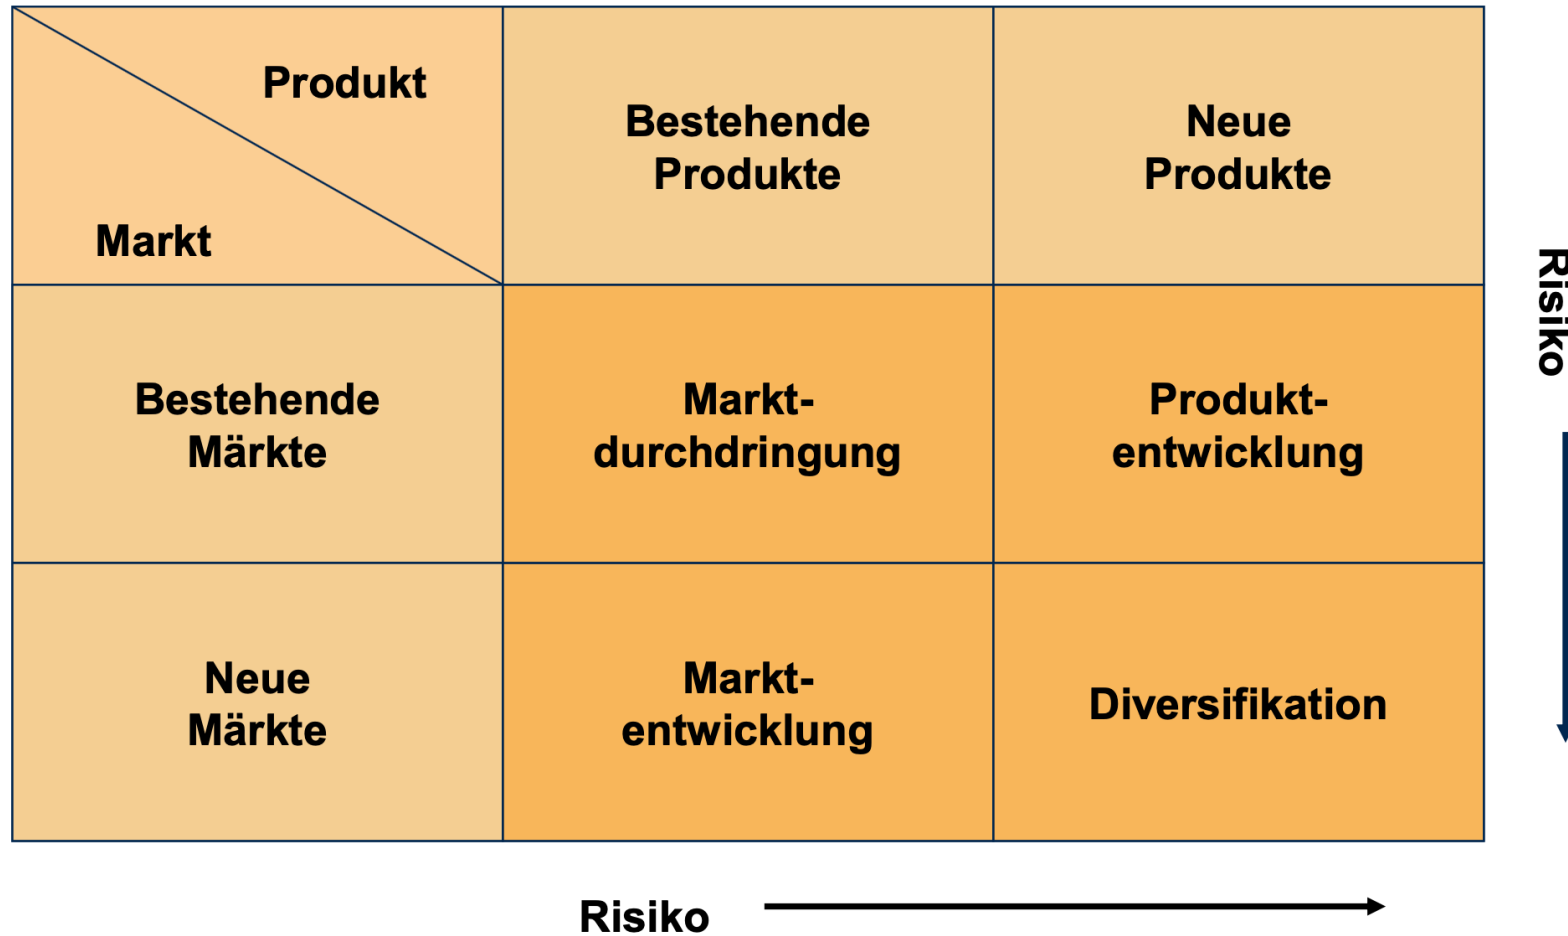 Produkt
Markt
Bestehende
Produkte
Neue
Produkte
Bestehende
Märkte
Markt-
durchdringung
Produkt-
entwicklung
Neue
Märkte
Markt-
entwicklung
Diversifikation
Risiko
Risiko